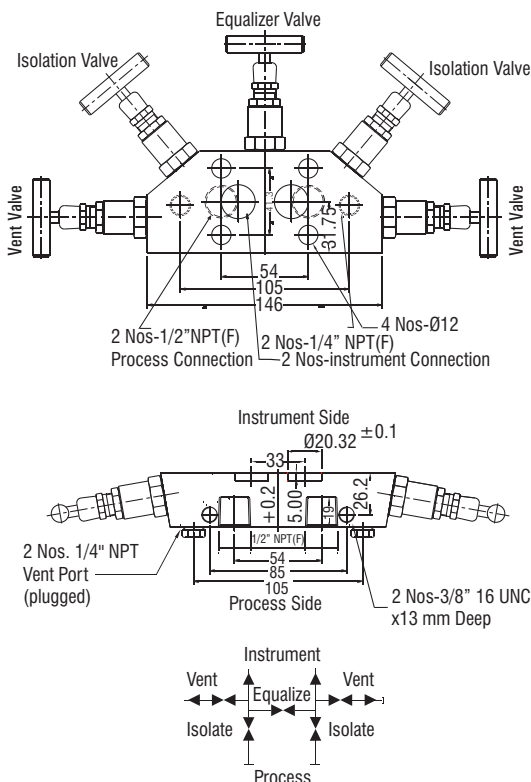 Equalizer Valve
Isolation Valve
Isolation Valve
Vent Valve
Vent Valve
31.75
54
105
146
2 Nos-1/2”NPT(F)
Process Connection
2 Nos-1/4” NPT(F)
2 Nos-instrument Connection
4 Nos-Ø12
Instrument Side
Ø20.32 ±0.1
33
+0.2
5.00
19
26.2
1/2" NPT(F)
54
85
105
Process Side
2 Nos. 1/4" NPT
Vent Port
(plugged)
2 Nos-3/8” 16 UNC
x13 mm Deep
Instrument
Vent
Vent
Equalize
Isolate
Isolate
Process